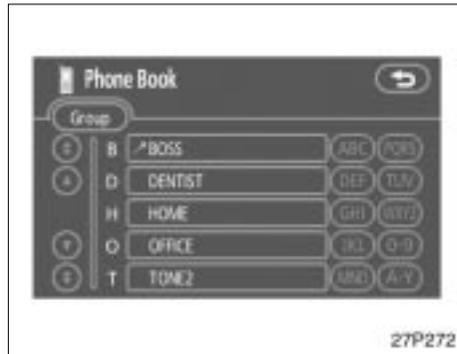 Phone Book
Group
B BOSS ABC PQRS
D DENTIST DEF TUV
H HOME GHI WXYZ
O OFFICE JKL 0-9
T TONE2 MNO
27P272